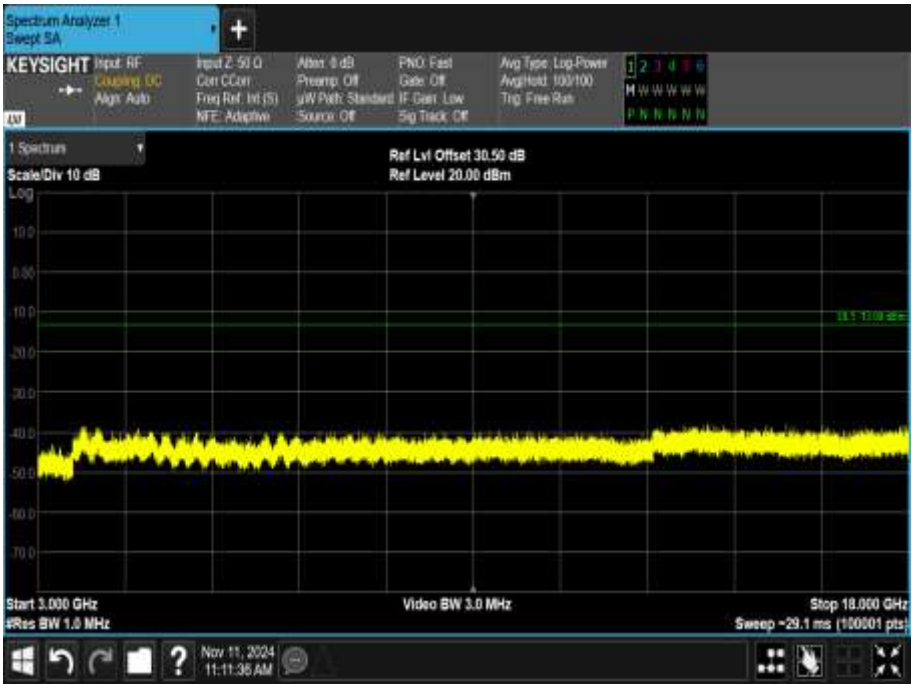 Spectrum Analyzer 1
Swept SA
+
KEYSIGHT Input: RF Input Z: 50 Ω Atten: 0 dB PNO: Fast Avg Type: Log-Power 1 2 3 4 5 6
Coupling: DC Corr CCorr Preamp: Off Gate: Off Avg|Hold: 100/100 M W W W W W
Align: Auto Freq Ref: Int (S) µW Path: Standard IF Gain: Low Trig: Free Run
NFE: Adaptive Source: Off Sig Track: Off P N N N N N
1 Spectrum
Ref Lvl Offset 30.50 dB
Scale/Div 10 dB Ref Level 20.00 dBm
Log
10.0
0.00
-10.0
DL1 -13.00 dBm
-20.0
-30.0
-40.0
-50.0
-60.0
-70.0
Start 3.000 GHz Video BW 3.0 MHz Stop 18.000 GHz
#Res BW 1.0 MHz Sweep ~29.1 ms (100001 pts)
? Nov 11, 2024
11:11:36 AM